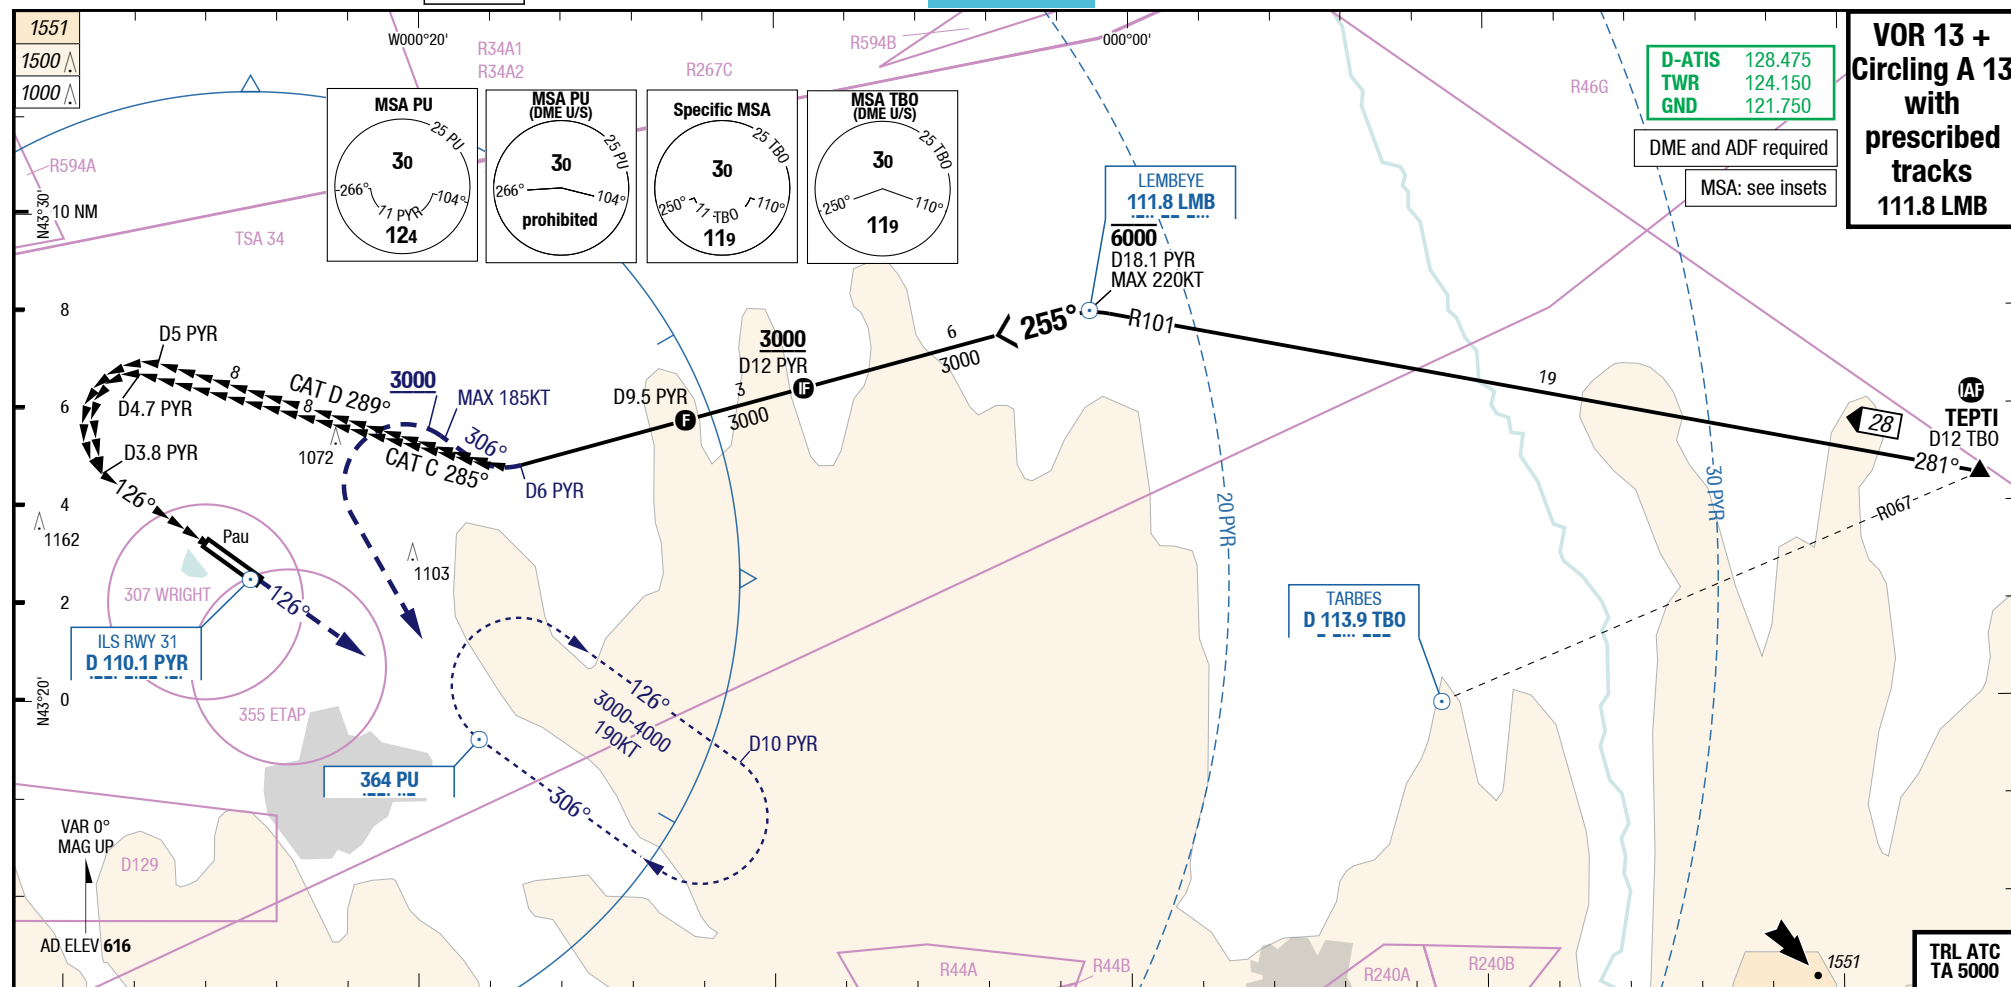 1551
1500
1000
W000°20'
R34A1
R34A2
R267C
R594B
000°00'
R46G
D-ATIS 128.475
TWR 124.150
GND 121.750
DME and ADF required
MSA: see insets
VOR 13 +
Circling A 13
with
prescribed
tracks
111.8 LMB
MSA PU
25 PU
30
266°
104°
11 PYR
124
MSA PU
(DME U/S)
25 PU
30
266°
104°
prohibited
Specific MSA
25 TBO
30
250°
110°
11 TBO
119
MSA TBO
(DME U/S)
25 TBO
30
250°
110°
119
R594A
N43°30'
10 NM
TSA 34
LEMBEYE
111.8 LMB
6000
D18.1 PYR
MAX 220KT
8
D5 PYR
8
CAT D 289°
3000
MAX 185KT
D4.7 PYR
8
CAT C 285°
306°
D6 PYR
D9.5 PYR
F
3
3000
3000
D12 PYR
IF
6
3000
255°
R101
19
IAF
TEPTI
D12 TBO
28
281°
R067
6
1072
D3.8 PYR
126°
4
1162
Pau
1103
20 PYR
30 PYR
2
307 WRIGHT
126°
ILS RWY 31
D 110.1 PYR
TARBES
D 113.9 TBO
N43°20'
0
355 ETAP
126°
3000-4000
190KT
D10 PYR
364 PU
306°
VAR 0°
MAG UP
D129
AD ELEV 616
R44A
R44B
R240A
R240B
1551
TRL ATC
TA 5000